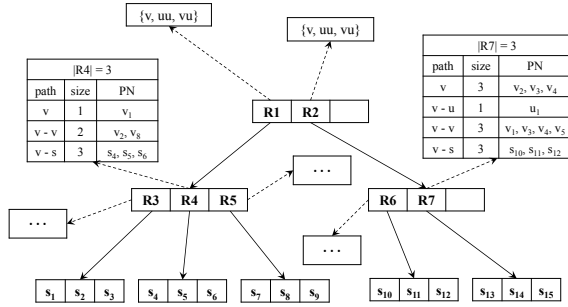 {v, uu, vu}
{v, uu, vu}
|R4| = 3
path size PN
v 1 v₁
v - v 2 v₂, v₈
v - s 3 s₄, s₅, s₆
|R7| = 3
path size PN
v 3 v₂, v₃, v₄
v - u 1 u₁
v - v 3 v₁, v₃, v₄, v₅
v - s 3 s₁₀, s₁₁, s₁₂
R1 R2
...
...
R3 R4 R5
R6 R7
...
...
s₁ s₂ s₃
s₄ s₅ s₆
s₇ s₈ s₉
s₁₀ s₁₁ s₁₂
s₁₃ s₁₄ s₁₅